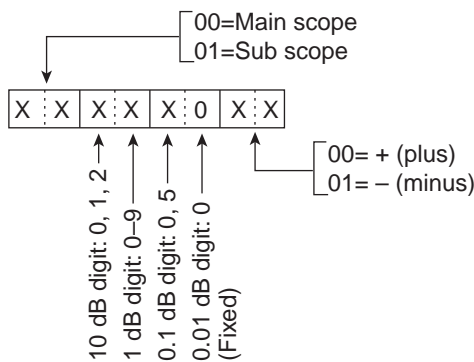 00=Main scope
01=Sub scope
X X X X X 0 X X
00= + (plus)
01= – (minus)
10 dB digit: 0, 1, 2
1 dB digit: 0–9
0.1 dB digit: 0, 5
0.01 dB digit: 0
(Fixed)